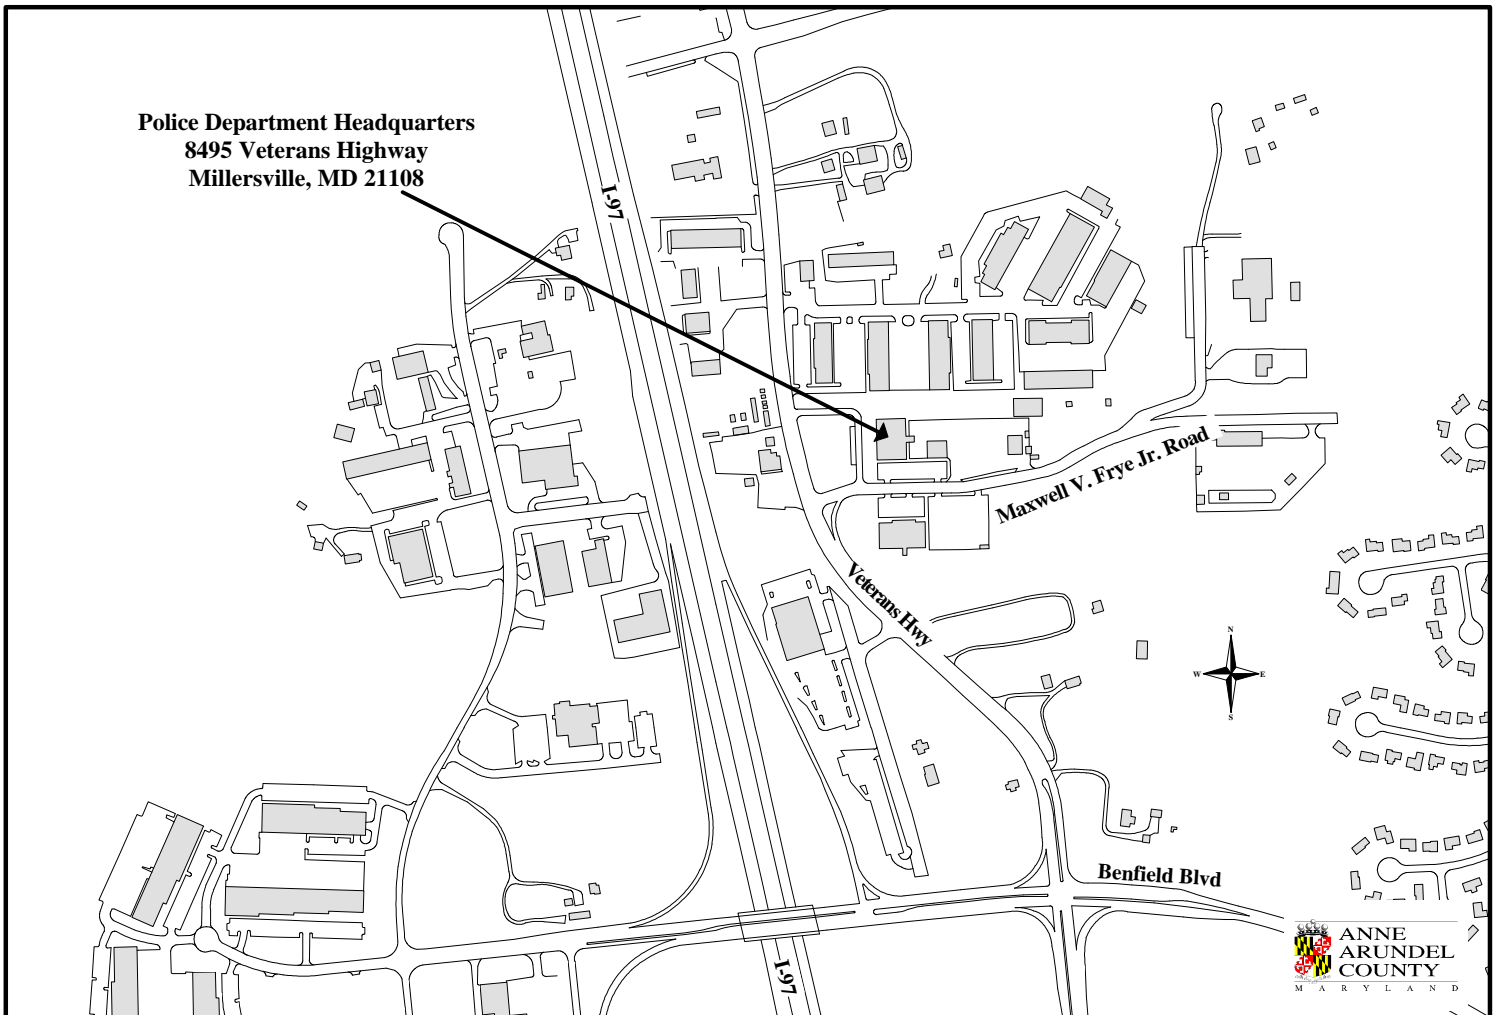 Police Department Headquarters
8495 Veterans Highway
Millersville, MD 21108
I-97
Maxwell V. Frye Jr. Road
Veterans Hwy
N
W
E
S
Benfield Blvd
I-97
ANNE
ARUNDEL
COUNTY
MARYLAND